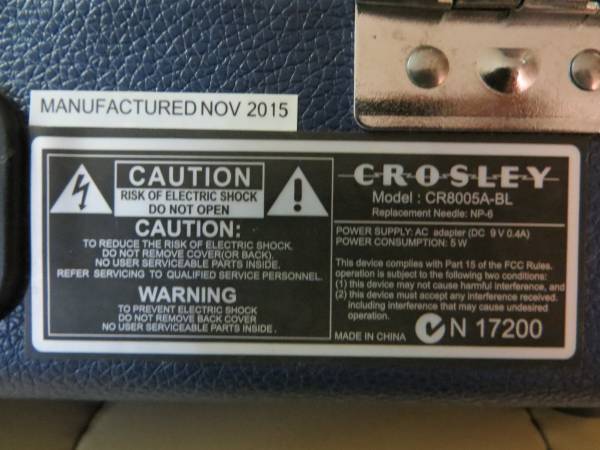 MANUFACTURED NOV 2015
CAUTION
RISK OF ELECTRIC SHOCK
DO NOT OPEN
CAUTION:
TO REDUCE THE RISK OF ELECTRIC SHOCK.
DO NOT REMOVE COVER(OR BACK).
NO USER SERVICEABLE PARTS INSIDE.
REFER SERVICING TO QUALIFIED SERVICE PERSONNEL.
WARNING
TO PREVENT ELECTRIC SHOCK
DO NOT REMOVE BACK COVER
NO USER SERVICEABLE PARTS INSIDE.
CROSLEY
Model : CR8005A-BL
Replacement Needle: NP-6
POWER SUPPLY: AC adapter (DC 9V 0.4A)
POWER CONSUMPTION: 5 W
This device complies with Part 15 of the FCC Rules.
operation is subject to the following two conditions:
(1) this device may not cause harmful interference, and
(2) this device must accept any interference received.
including interference that may cause undesired
operation.
MADE IN CHINA
N 17200